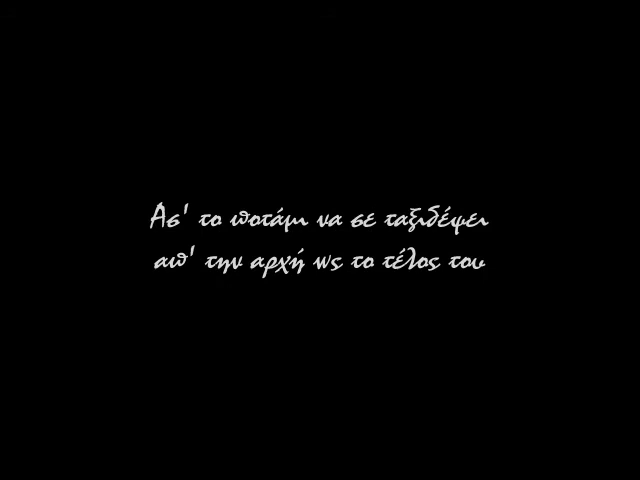 Ας' το ποτάμι να σε ταξιδέψει
απ' την αρχή ως το τέλος του